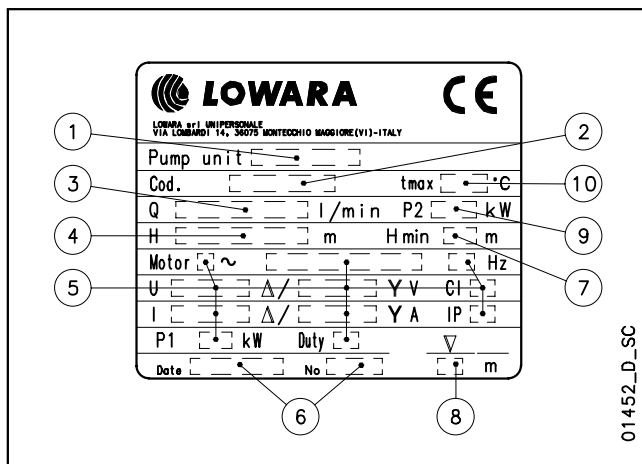 LOWARA CE
LOWARA srl UNIPERSONALE
VIA LOMBARDI 14, 36075 MONTECCHIO MAGGIORE(VI)-ITALY
1
2
Pump unit
Cod. tmax °C
10
3
Q l/min P2 kW
9
4
H m Hmin m
7
Motor ~ Hz
5
U Δ/ Y V Cl
I Δ/ Y A IP
P1 kW Duty
Date No m
6
8
01452_D_SC